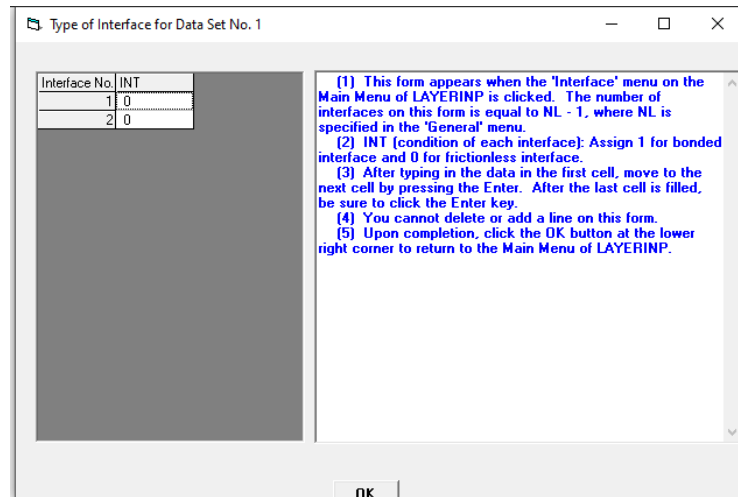 Type of Interface for Data Set No. 1
Interface No. INT
1 0
2 0
(1) This form appears when the 'Interface' menu on the
Main Menu of LAYERINP is clicked. The number of
interfaces on this form is equal to NL - 1, where NL is
specified in the 'General' menu.
(2) INT (condition of each interface): Assign 1 for bonded
interface and 0 for frictionless interface.
(3) After typing in the data in the first cell, move to the
next cell by pressing the Enter. After the last cell is filled,
be sure to click the Enter key.
(4) You cannot delete or add a line on this form.
(5) Upon completion, click the OK button at the lower
right corner to return to the Main Menu of LAYERINP.
OK